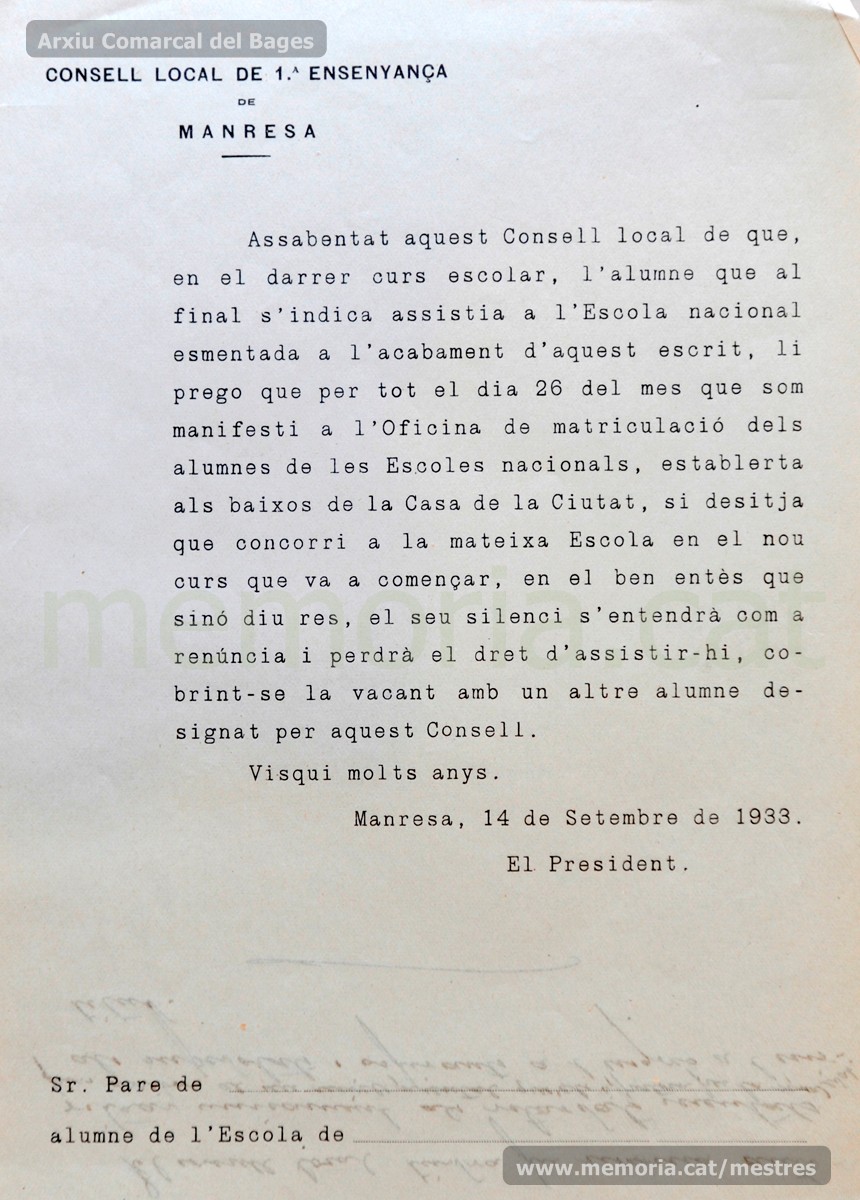 Arxiu Comarcal del Bages
CONSELL LOCAL DE 1.ª ENSENYANÇA
DE
MANRESA
Assabentat aquest Consell local de que,
en el darrer curs escolar, l'alumne que al
final s'indica assistia a l'Escola nacional
esmentada a l'acabament d'aquest escrit, li
prego que per tot el dia 26 del mes que som
manifesti a l'Oficina de matriculació dels
alumnes de les Escoles nacionals, establerta
als baixos de la Casa de la Ciutat, si desitja
que concorri a la mateixa Escola en el nou
curs que va a començar, en el ben entès que
sinó diu res, el seu silenci s'entendrà com a
renúncia i perdrà el dret d'assistir-hi, co-
brint-se la vacant amb un altre alumne de-
signat per aquest Consell.
Visqui molts anys.
Manresa, 14 de Setembre de 1933.
El President.
Sr. Pare de
alumne de l'Escola de
memoria.cat
www.memoria.cat/mestres